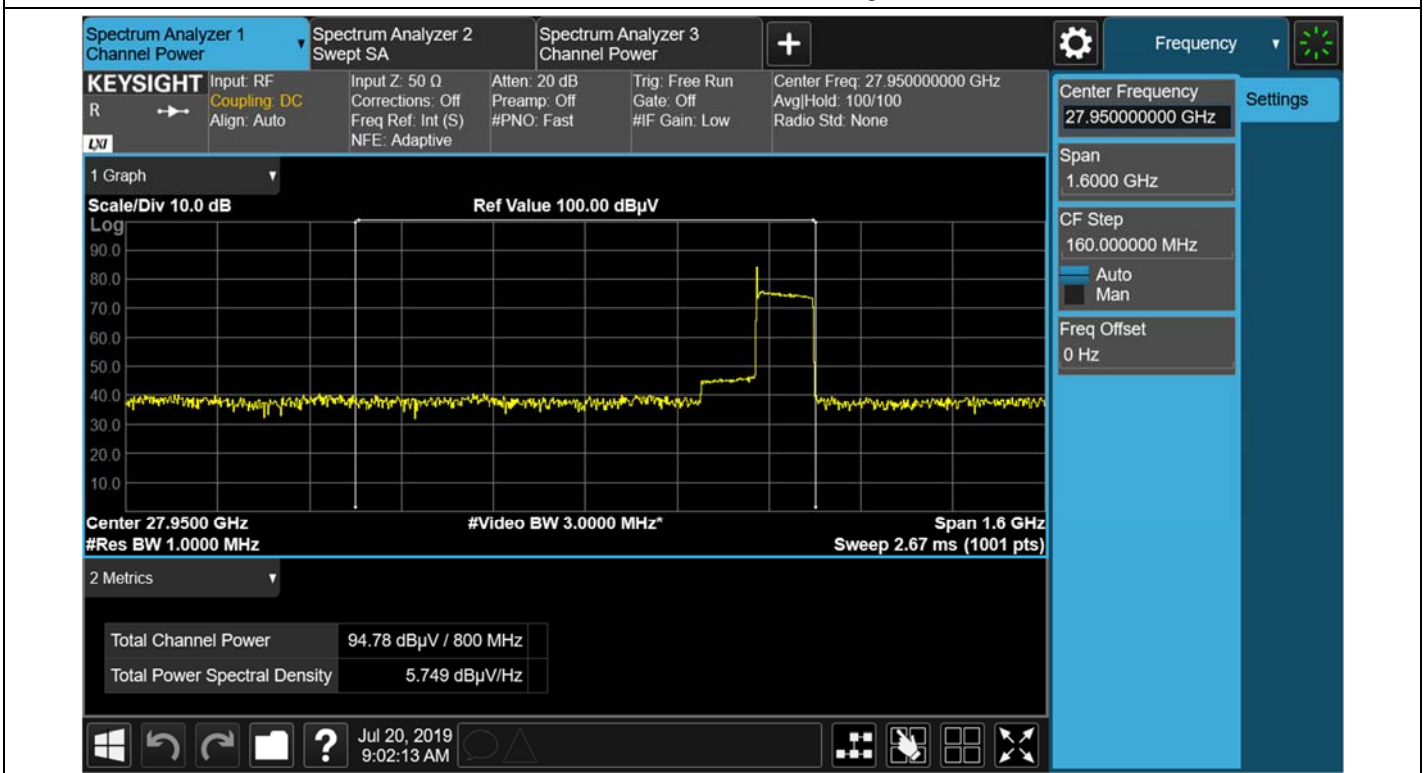 Spectrum Analyzer 1
Channel Power
Spectrum Analyzer 2
Swept SA
Spectrum Analyzer 3
Channel Power
Frequency
KEYSIGHT
R
LXI
Input: RF
Coupling: DC
Align: Auto
Input Z: 50 Ω
Corrections: Off
Freq Ref: Int (S)
NFE: Adaptive
Atten: 20 dB
Preamp: Off
#PNO: Fast
Trig: Free Run
Gate: Off
#IF Gain: Low
Center Freq: 27.950000000 GHz
Avg|Hold: 100/100
Radio Std: None
1 Graph
Scale/Div 10.0 dB
Ref Value 100.00 dBµV
Log
90.0
80.0
70.0
60.0
50.0
40.0
30.0
20.0
10.0
Center 27.9500 GHz
#Video BW 3.0000 MHz*
Span 1.6 GHz
#Res BW 1.0000 MHz
Sweep 2.67 ms (1001 pts)
2 Metrics
Total Channel Power 94.78 dBµV / 800 MHz
Total Power Spectral Density 5.749 dBµV/Hz
?
Jul 20, 2019
9:02:13 AM
Center Frequency
27.950000000 GHz
Settings
Span
1.6000 GHz
CF Step
160.000000 MHz
Auto
Man
Freq Offset
0 Hz